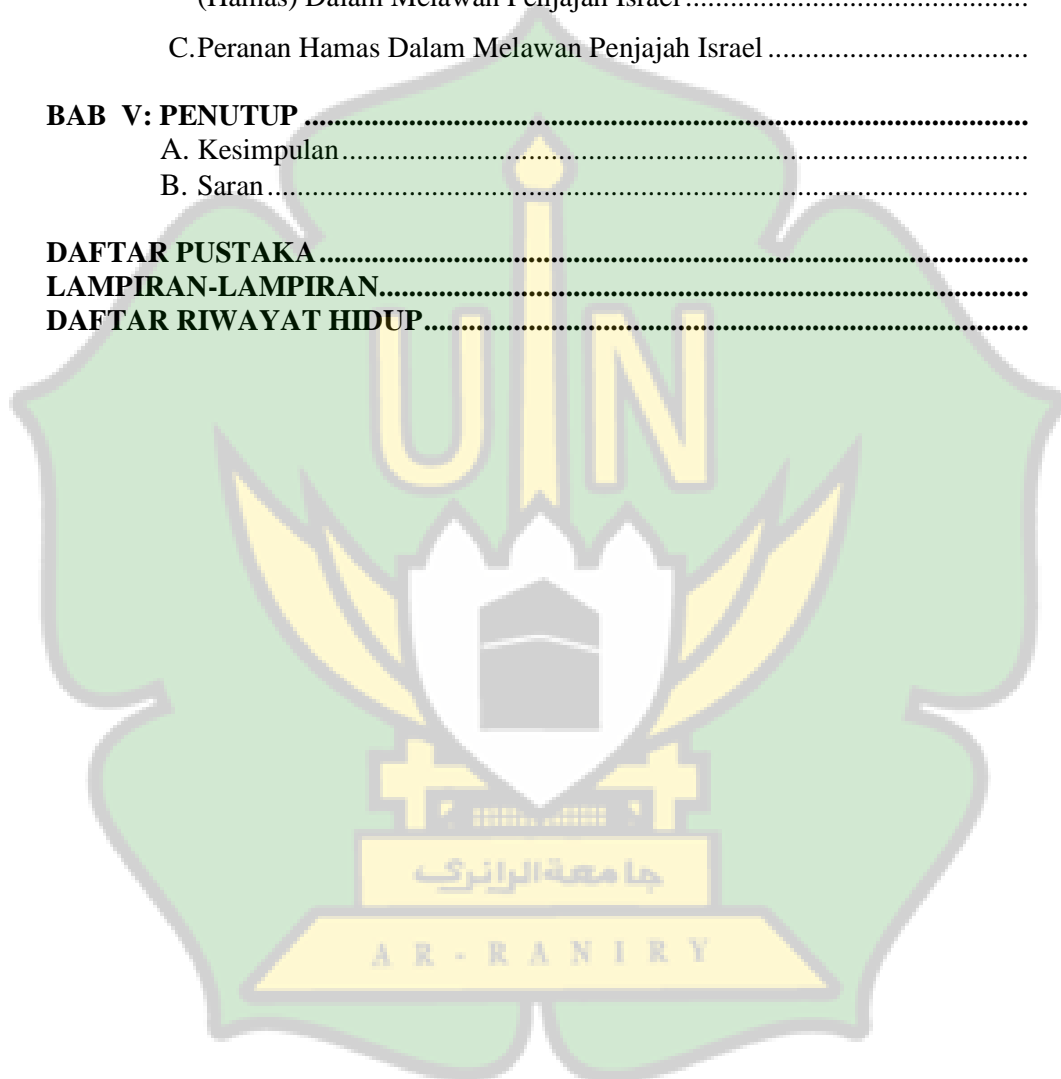 (Hamas) Dalam Melawan Penjajah Israel...............................................
C.Peranan Hamas Dalam Melawan Penjajah Israel ...................................
BAB V: PENUTUP ..................................................................................................
A. Kesimpulan.............................................................................................
B. Saran.......................................................................................................
DAFTAR PUSTAKA................................................................................................
LAMPIRAN-LAMPIRAN........................................................................................
DAFTAR RIWAYAT HIDUP..................................................................................
UIN
جامعة الرانري
AR-RANIRY